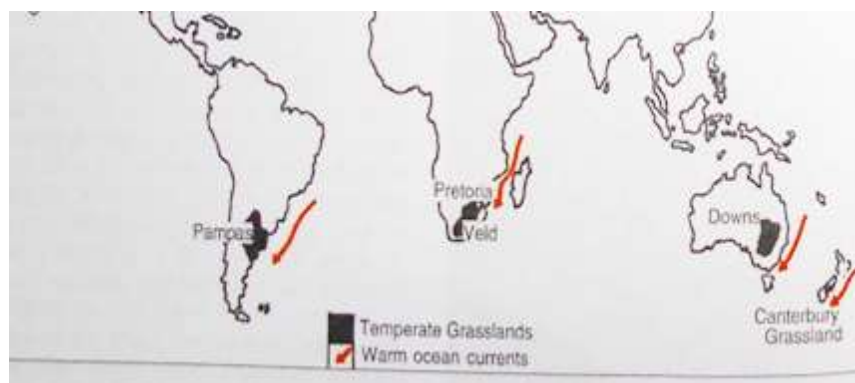 Pretoria
Pampas
Veld
Downs
Canterbury
Grassland
Temperate Grasslands
Warm ocean currents